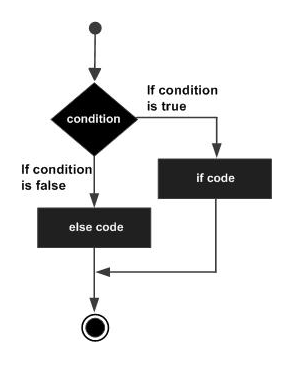 If condition
is true
condition
If condition
is false
if code
else code